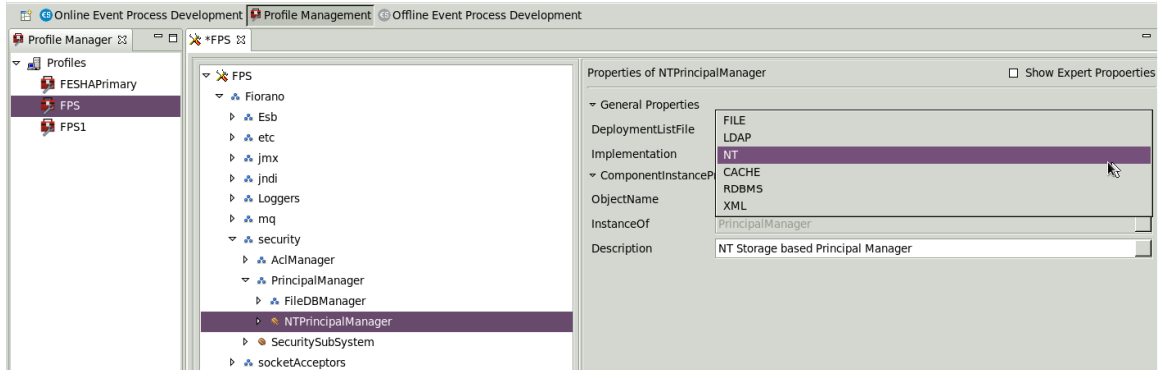 Online Event Process Development Profile Management Offline Event Process Development
Profile Manager
*FPS
Profiles
FESHAPrimary
FPS
FPS1
FPS
Fiorano
Esb
etc
jmx
jndi
Loggers
mq
security
AclManager
PrincipalManager
FileDBManager
NTPrincipalManager
SecuritySubSystem
socketAcceptors
Properties of NTPrincipalManager
Show Expert Propoerties
General Properties
DeploymentListFile
Implementation
FILE
LDAP
NT
CACHE
RDBMS
XML
ComponentInstancePr
ObjectName
InstanceOf PrincipalManager
Description NT Storage based Principal Manager